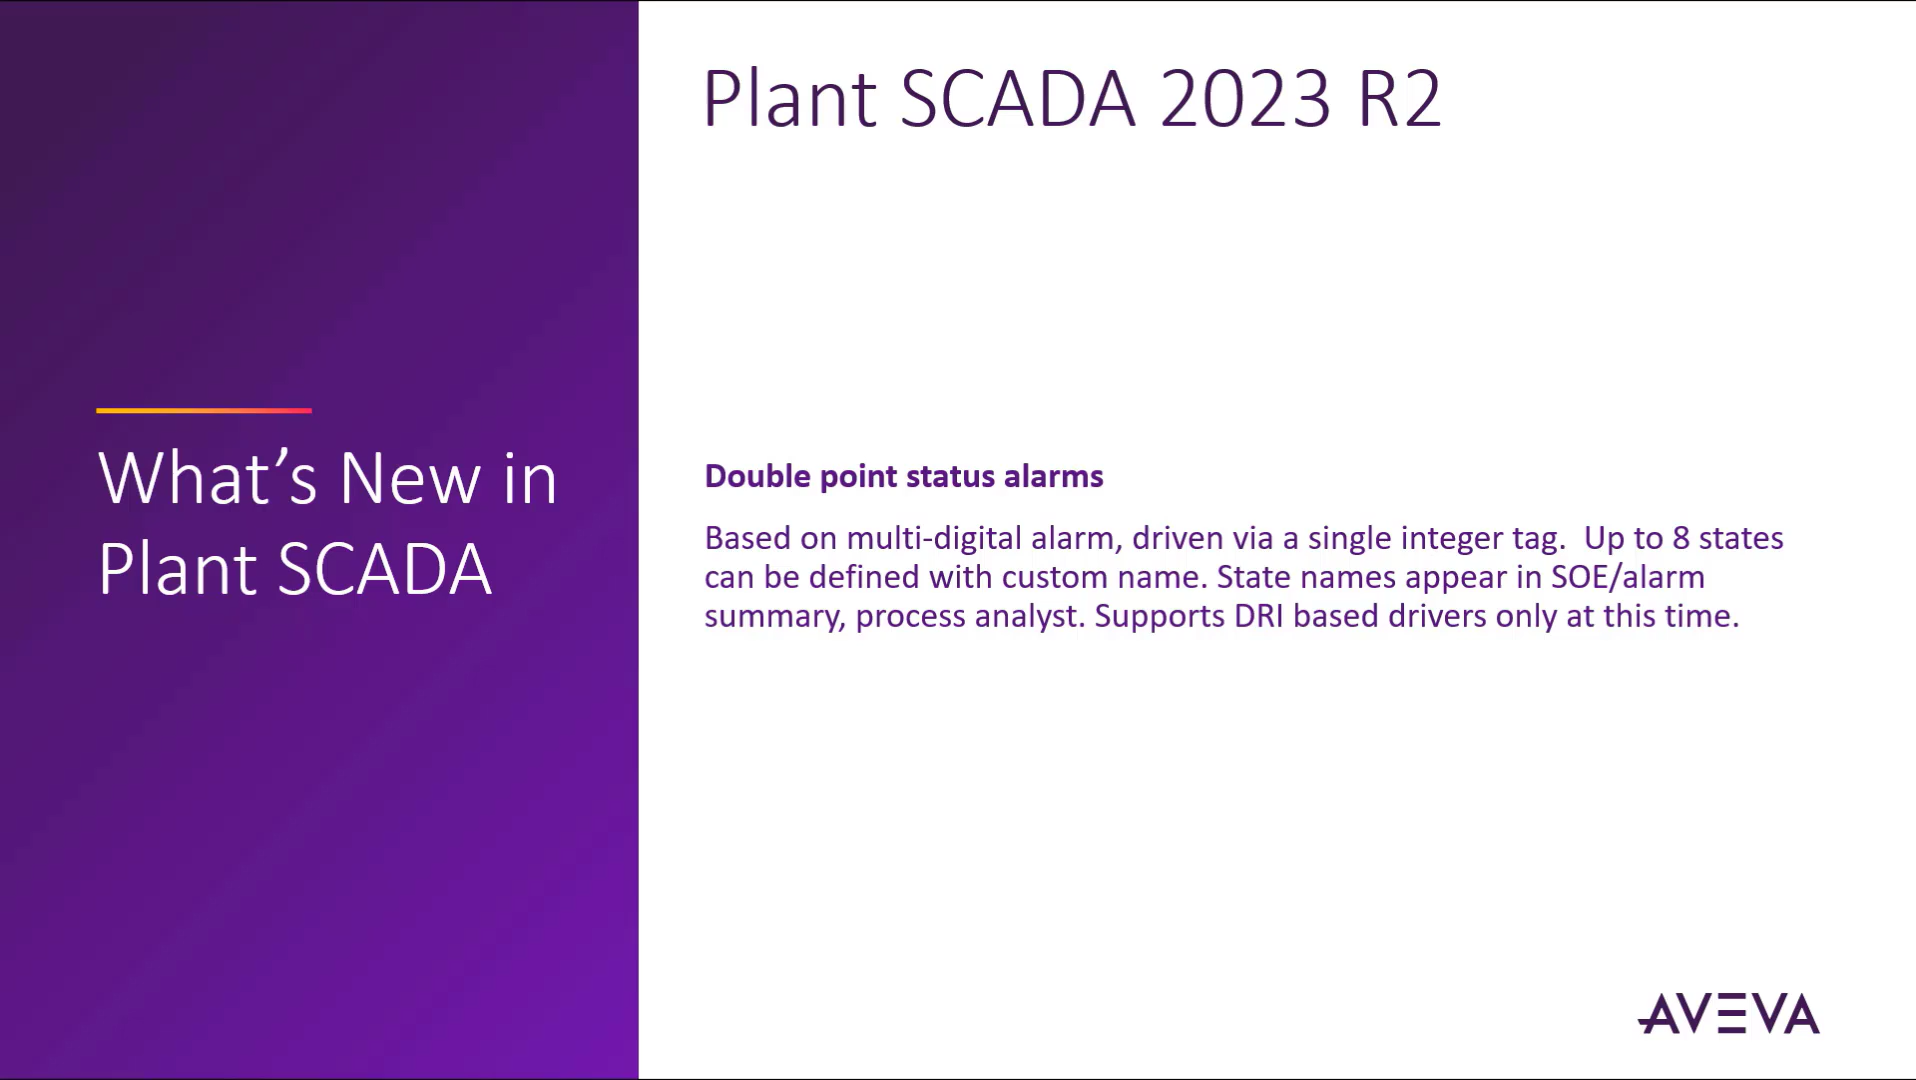 What’s New in
Plant SCADA
Plant SCADA 2023 R2
Double point status alarms
Based on multi-digital alarm, driven via a single integer tag.  Up to 8 states
can be defined with custom name. State names appear in SOE/alarm
summary, process analyst. Supports DRI based drivers only at this time.
AVEVA